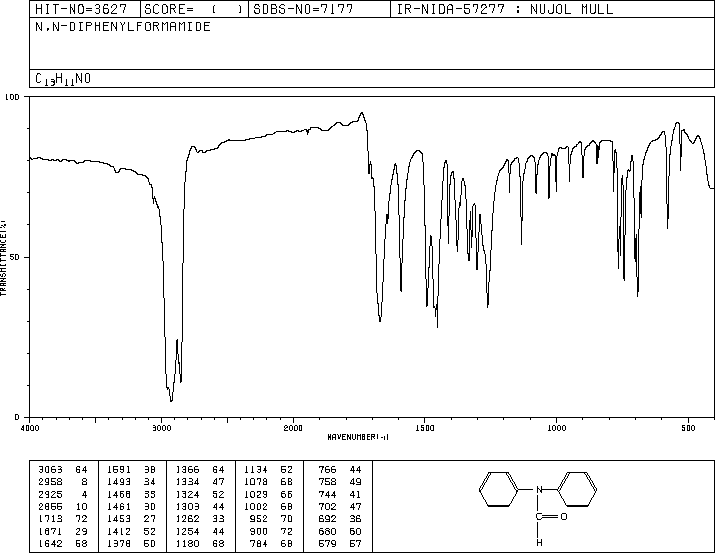 HIT-NO=3627 SCORE= ( ) SDBS-NO=7177 IR-NIDA-57277 : NUJOL MULL
N,N-DIPHENYLFORMAMIDE
C13H11NO
100
50
0
TRANSMITTANCE(%)
4000 3000 2000 1500 1000 500
WAVENUMBER(-1)
3063 64 1591 38 1366 64 1134 52 766 44
2958 8 1493 34 1334 47 1078 68 758 49
2925 4 1468 35 1324 52 1029 66 744 41
2855 10 1461 30 1303 44 1002 68 702 47
1713 72 1453 27 1262 33 952 70 692 36
1671 29 1412 52 1254 44 900 72 680 60
1642 58 1378 50 1180 68 784 68 579 57
N
C=O
H